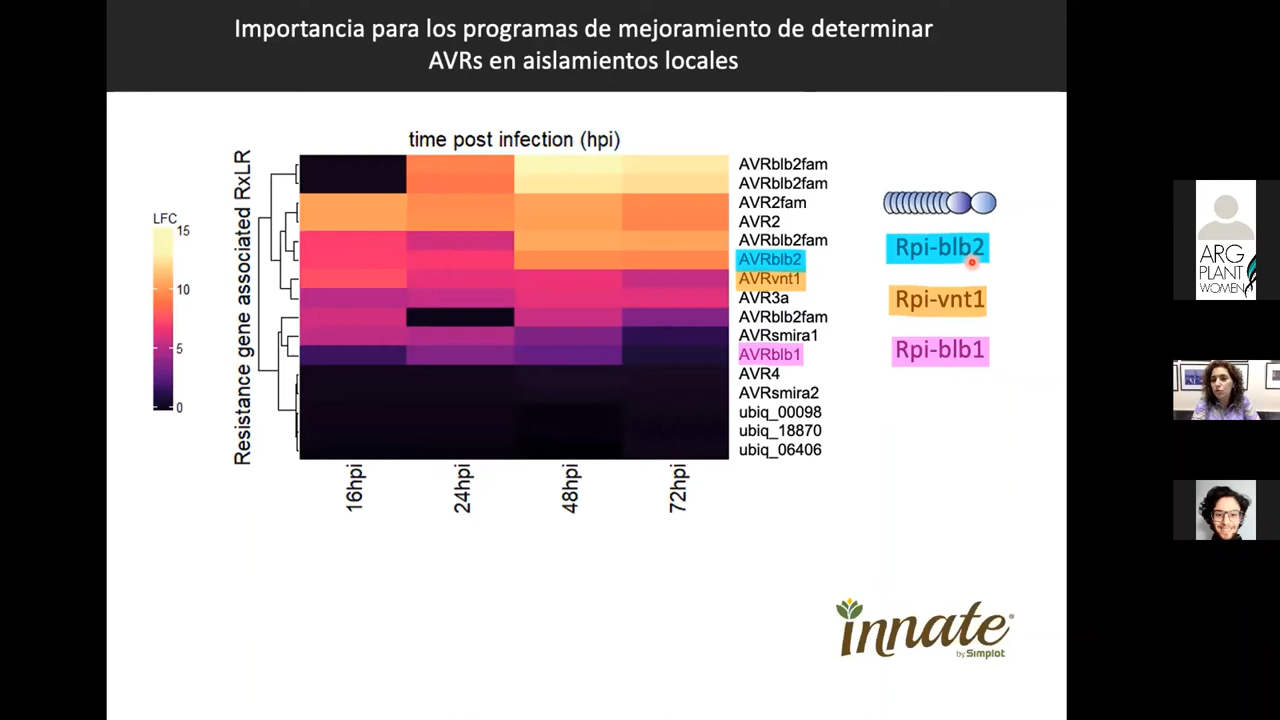 Importancia para los programas de mejoramiento de determinar
AVRs en aislamientos locales
time post infection (hpi)
Resistance gene associated RxLR
LFC
15
10
5
0
AVRblb2fam
AVRblb2fam
AVR2fam
AVR2
AVRblb2fam
AVRblb2
AVRvnt1
AVR3a
AVRblb2fam
AVRsmira1
AVRblb1
AVR4
AVRsmira2
ubiq_00098
ubiq_18870
ubiq_06406
16hpi
24hpi
48hpi
72hpi
Rpi-blb2
Rpi-vnt1
Rpi-blb1
innate®
by Simplot
ARG
PLANT
WOMEN